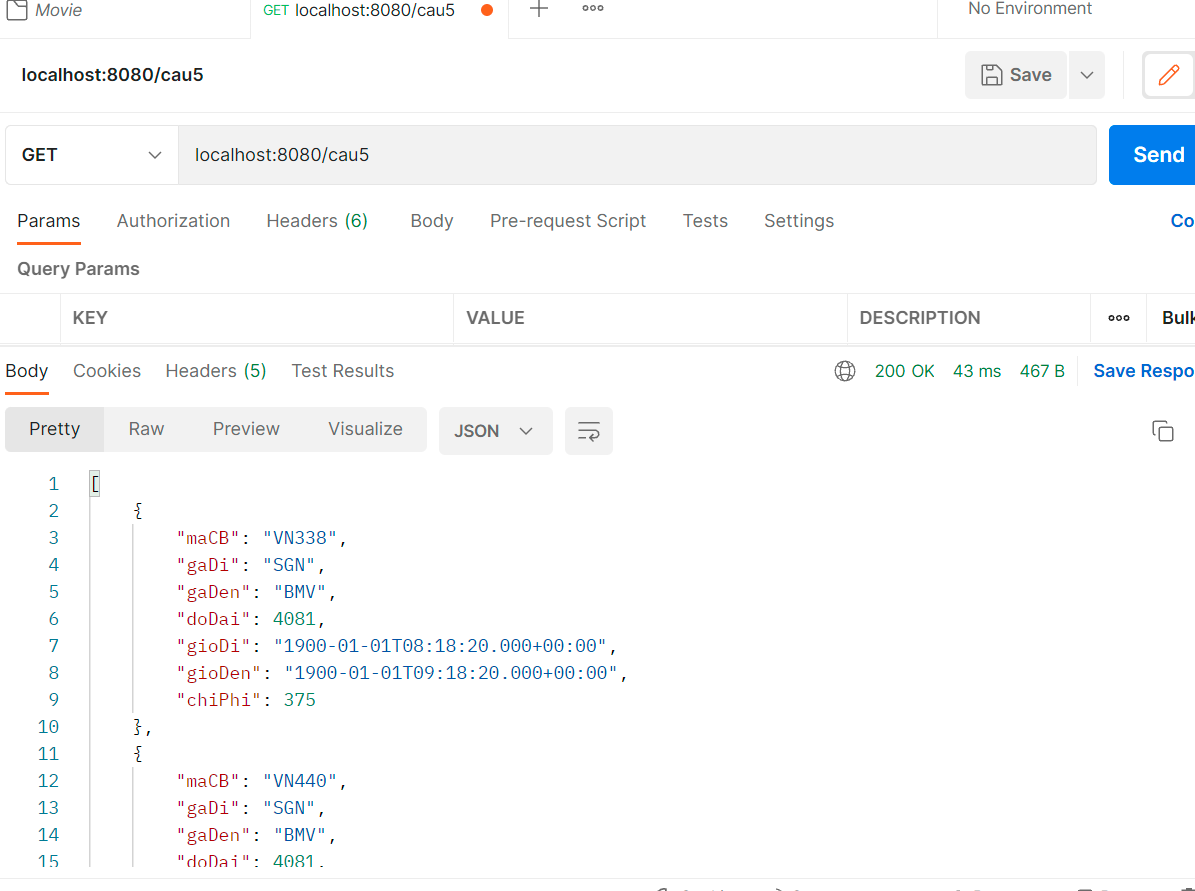 Movie GET localhost:8080/cau5 No Environment
localhost:8080/cau5 Save
GET localhost:8080/cau5 Send
Params Authorization Headers (6) Body Pre-request Script Tests Settings Co
Query Params
KEY VALUE DESCRIPTION Bulk
Body Cookies Headers (5) Test Results 200 OK 43 ms 467 B Save Respo
Pretty Raw Preview Visualize JSON
1 [
2 {
3 "maCB": "VN338",
4 "gaDi": "SGN",
5 "gaDen": "BMV",
6 "doDai": 4081,
7 "gioDi": "1900-01-01T08:18:20.000+00:00",
8 "gioDen": "1900-01-01T09:18:20.000+00:00",
9 "chiPhi": 375
10 },
11 {
12 "maCB": "VN440",
13 "gaDi": "SGN",
14 "gaDen": "BMV",
15 "doDai": 4081,